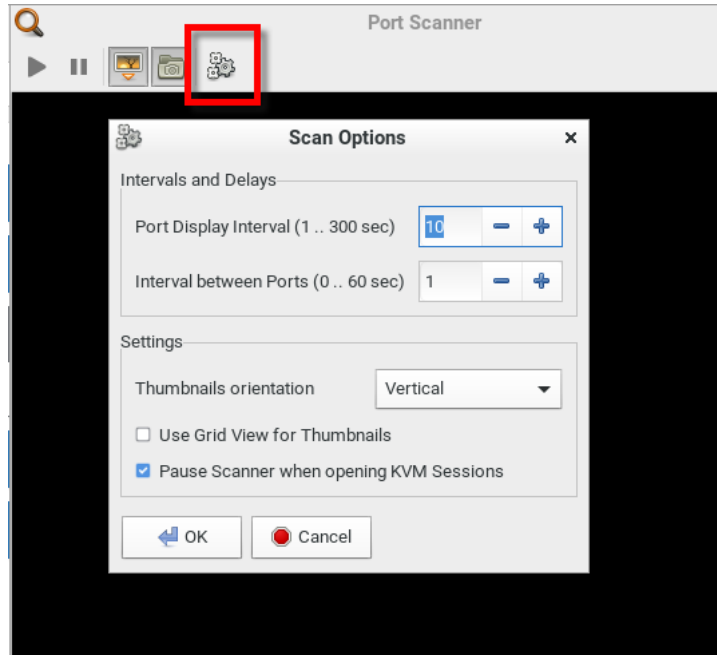 Port Scanner
Scan Options
Intervals and Delays
Port Display Interval (1 .. 300 sec) 10
Interval between Ports (0 .. 60 sec) 1
Settings
Thumbnails orientation Vertical
Use Grid View for Thumbnails
Pause Scanner when opening KVM Sessions
OK Cancel